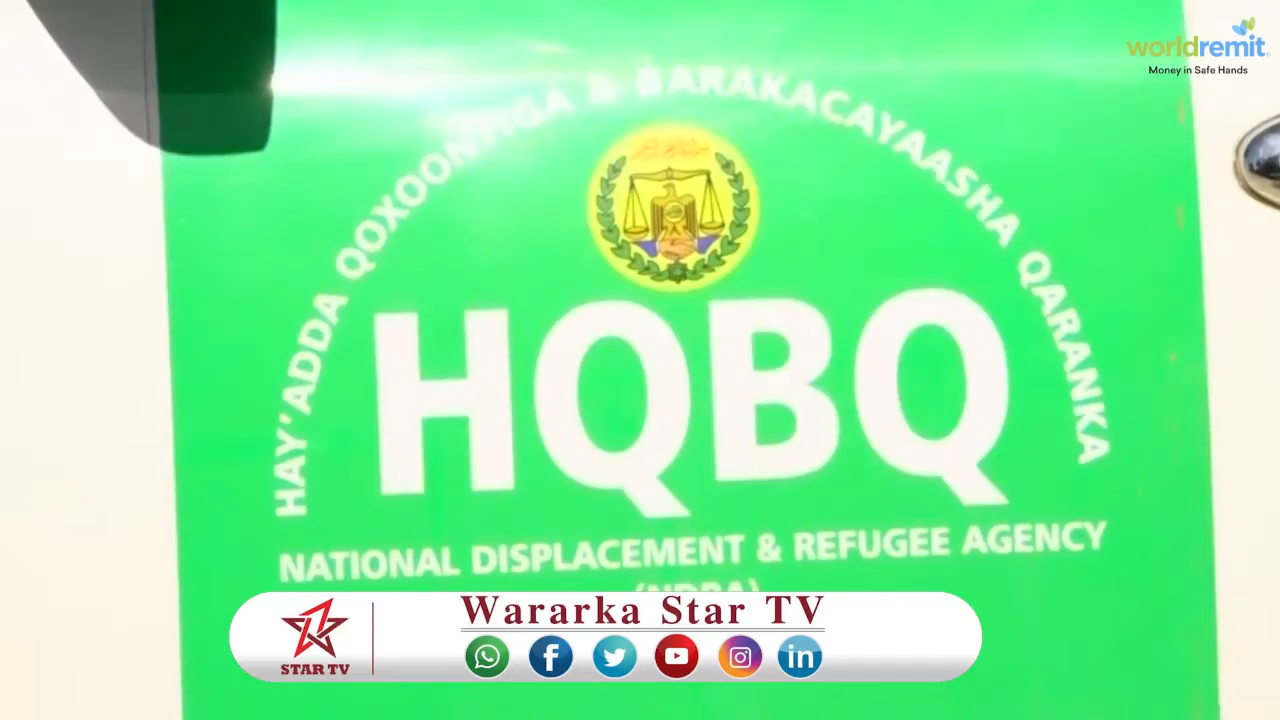 worldremit
Money in Safe Hands
HAY'ADDA QOXOONTIGA & BARAKACAYAASHA QARANKA
HQBQ
NATIONAL DISPLACEMENT & REFUGEE AGENCY
(NDRA)
Wararka Star TV
STAR TV